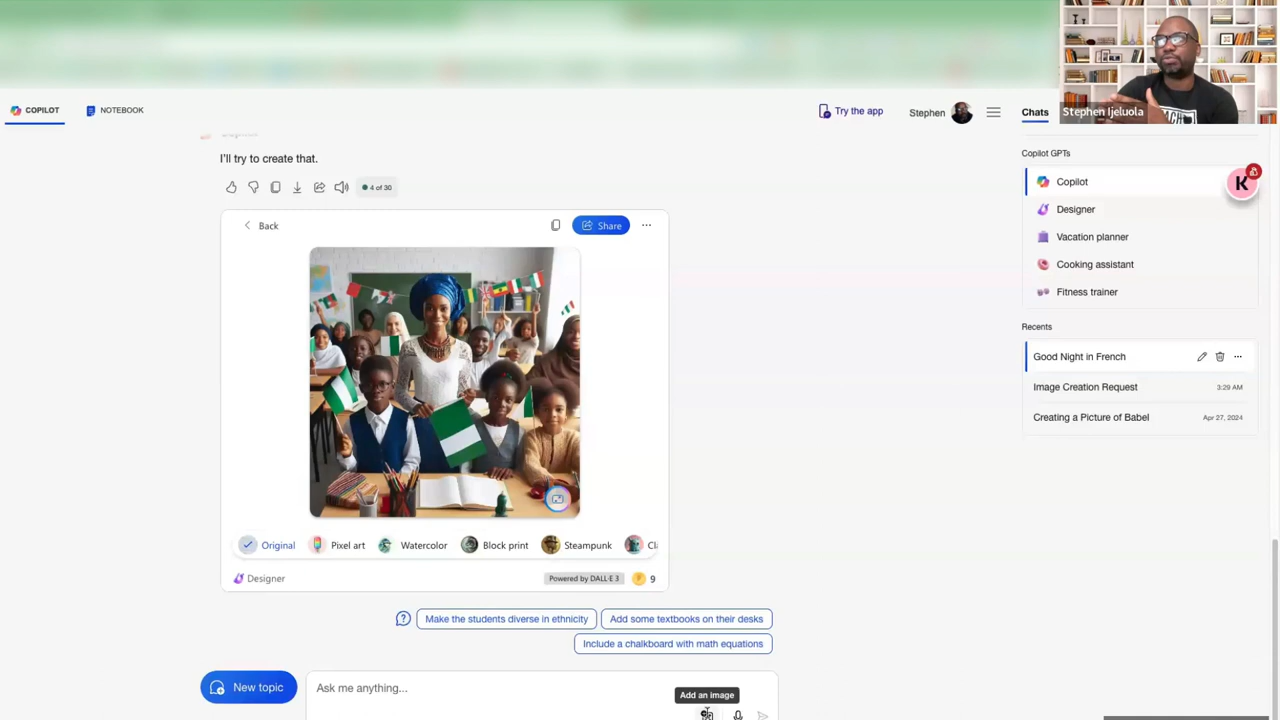 COPILOT
NOTEBOOK
Try the app
Stephen
Chats
Stephen Ijeluola
I'll try to create that.
4 of 30
Back
Share
Original
Pixel art
Watercolor
Block print
Steampunk
Cl
Designer
Powered by DALL·E 3
9
Make the students diverse in ethnicity
Add some textbooks on their desks
Include a chalkboard with math equations
New topic
Ask me anything...
Add an image
Copilot GPTs
Copilot
K
Designer
Vacation planner
Cooking assistant
Fitness trainer
Recents
Good Night in French
Image Creation Request
3:29 AM
Creating a Picture of Babel
Apr 27, 2024